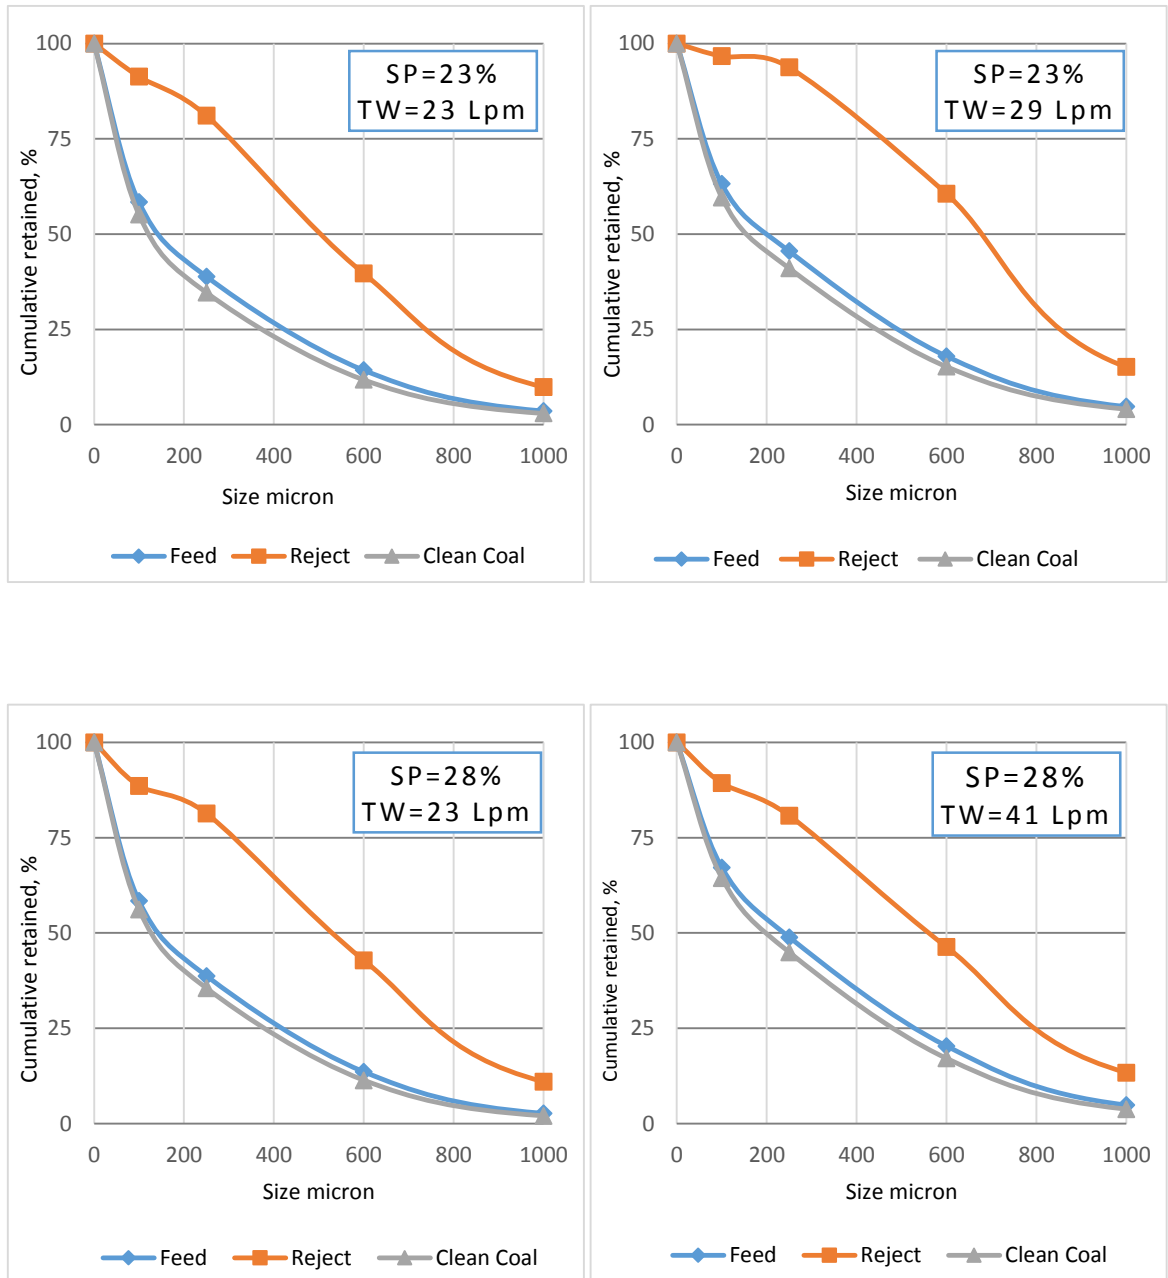 SP=23%
TW=23 Lpm
Cumulative retained, %
100
75
50
25
0
0 200 400 600 800 1000
Size micron
Feed Reject Clean Coal
SP=23%
TW=29 Lpm
Cumulative retained, %
100
75
50
25
0
0 200 400 600 800 1000
Size micron
Feed Reject Clean Coal
SP=28%
TW=23 Lpm
Cumulative retained, %
100
75
50
25
0
0 200 400 600 800 1000
Size micron
Feed Reject Clean Coal
SP=28%
TW=41 Lpm
Cumulative retained, %
100
75
50
25
0
0 200 400 600 800 1000
Size micron
Feed Reject Clean Coal